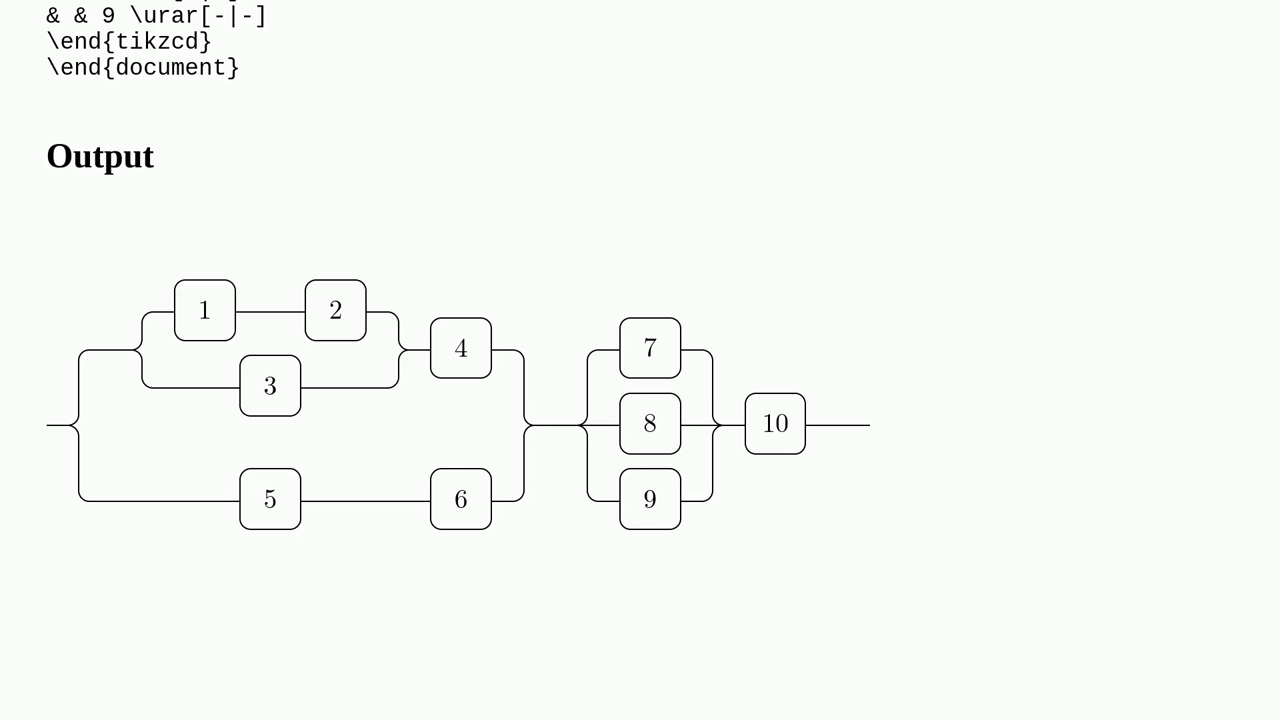 & & 9 \urar[-|-]
\end{tikzcd}
\end{document}
Output
1 2
7
4
3
8 10
5 6 9